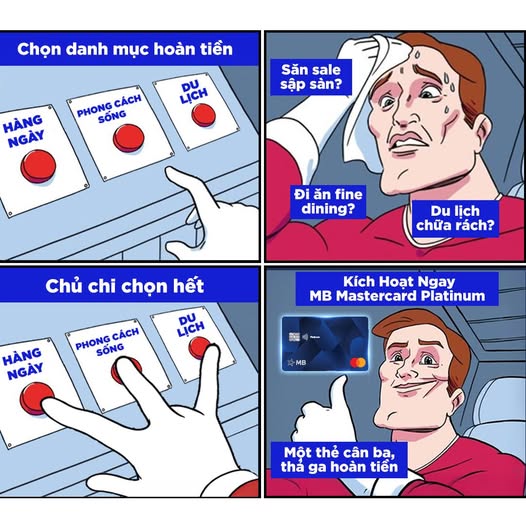 Chọn danh mục hoàn tiền
HÀNG
NGÀY
PHONG CÁCH
SỐNG
DU
LỊCH
Săn sale
sập sàn?
Đi ăn fine
dining?
Du lịch
chữa rách?
Chủ chi chọn hết
HÀNG
NGÀY
PHONG CÁCH
SỐNG
DU
LỊCH
Kích Hoạt Ngay
MB Mastercard Platinum
Platinum
MB
Một thẻ cân ba,
thả ga hoàn tiền